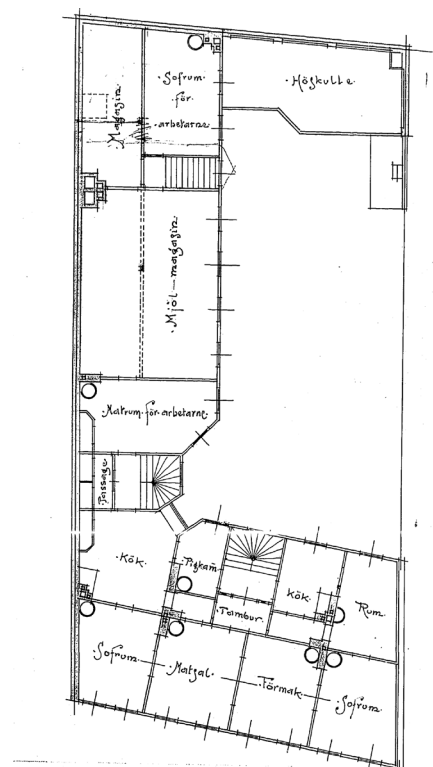 Magasin
Sofrum
för
arbetarne
Höskulle
Mjöl-magasin
Matrum för arbetarne
Passage
Kök
Pigkam
Tambur
Kök
Rum
Sofrum
Matsal
Förmak
Sofrum